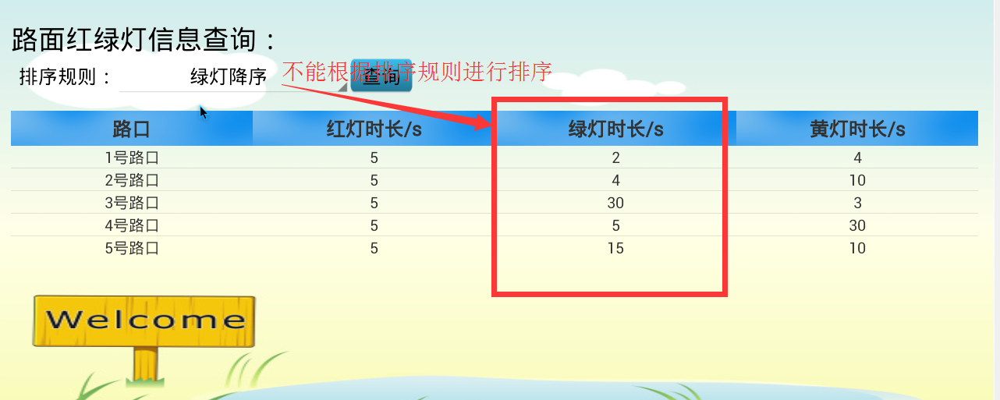 路面红绿灯信息查询：
排序规则： 绿灯降序 查询
不能根据排序规则进行排序
路口 红灯时长/s 绿灯时长/s 黄灯时长/s
1号路口 5 2 4
2号路口 5 4 10
3号路口 5 30 3
4号路口 5 5 30
5号路口 5 15 10
Welcome